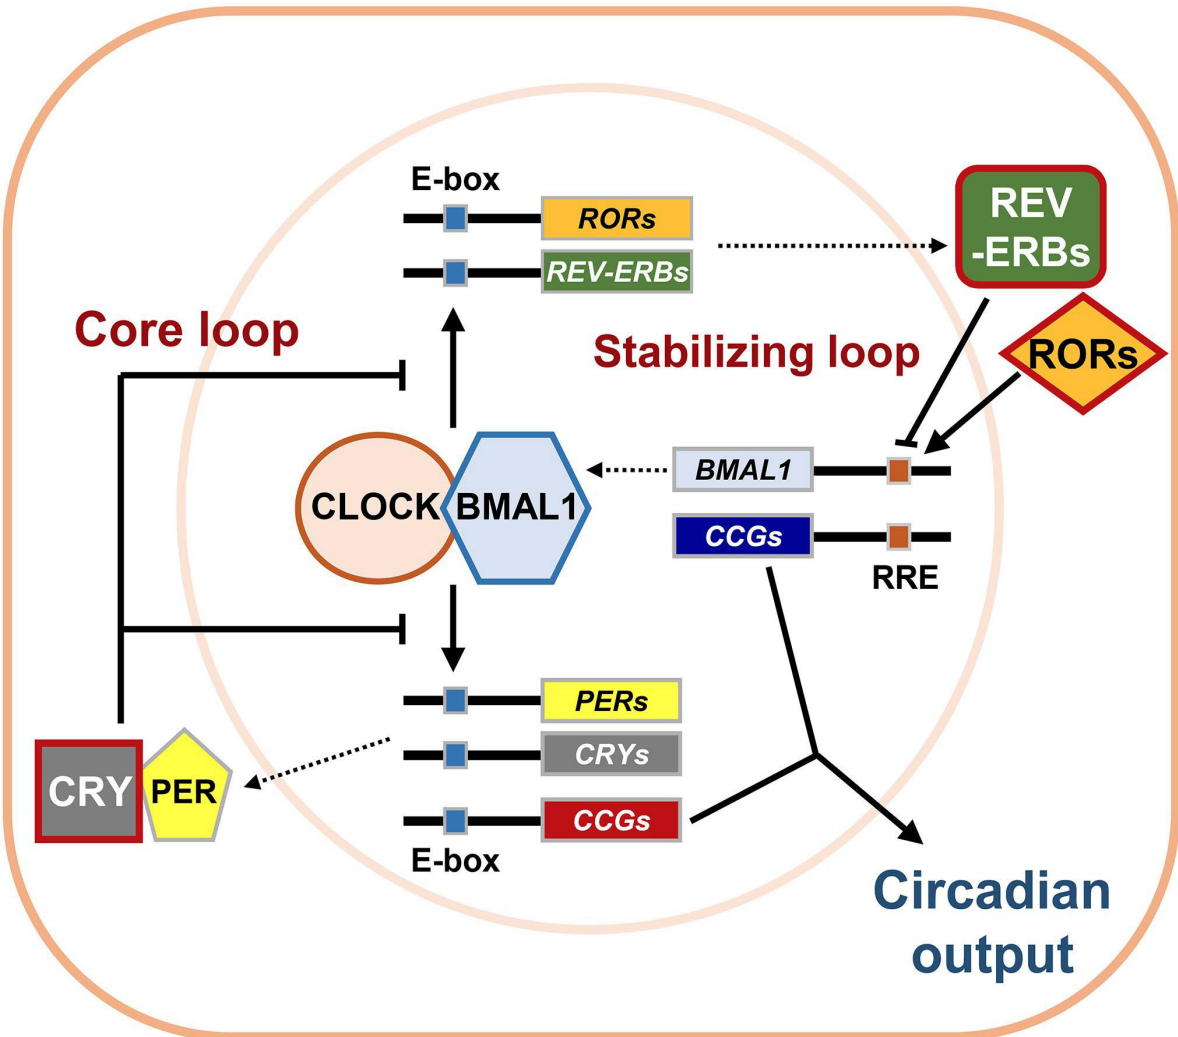 E-box
RORs
REV-ERBs
REV
-ERBs
RORs
Core loop
Stabilizing loop
CLOCK
BMAL1
BMAL1
CCGs
RRE
PERs
CRYs
CCGs
E-box
CRY
PER
Circadian
output